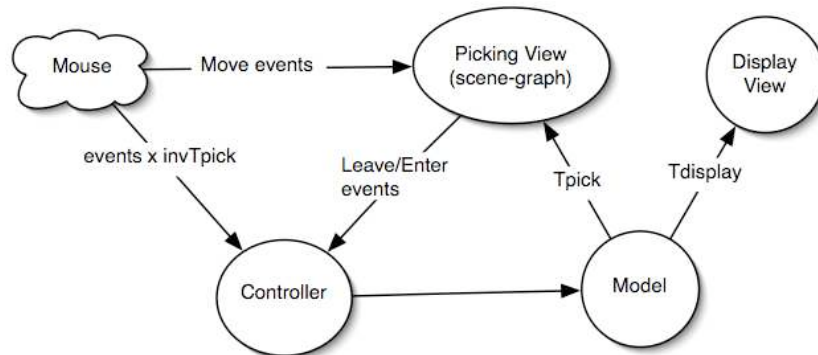 Mouse
Move events
Picking View
(scene-graph)
Display
View
events x invTpick
Leave/Enter
events
Tpick
Tdisplay
Controller
Model